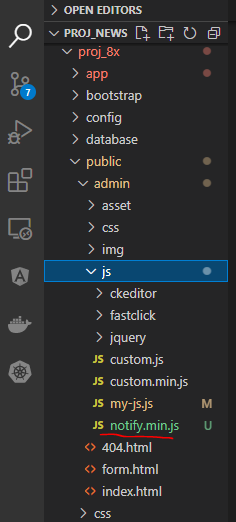 OPEN EDITORS
PROJ_NEWS
proj_8x
app
bootstrap
config
database
public
admin
asset
css
img
js
ckeditor
fastclick
jquery
JS custom.js
JS custom.min.js
JS my-js.js M
JS notify.min.js U
<> 404.html
<> form.html
<> index.html
css
7